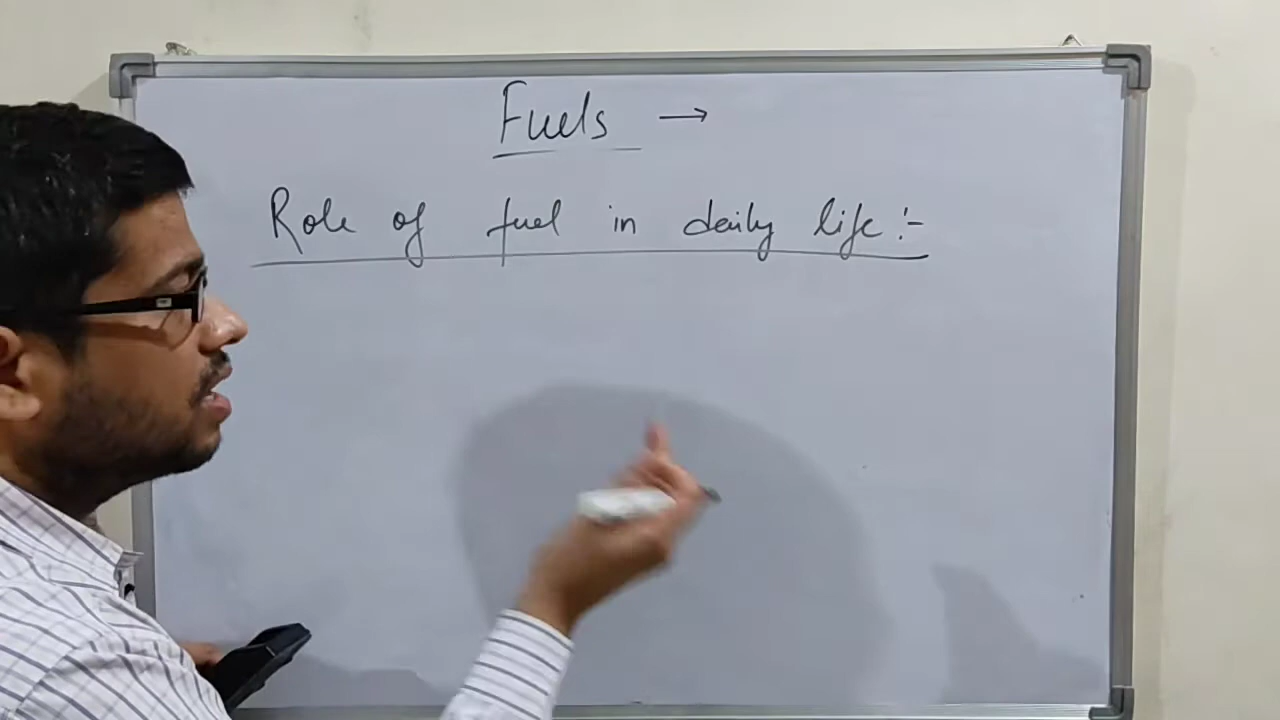 Fuels →
Role of fuel in daily life :-